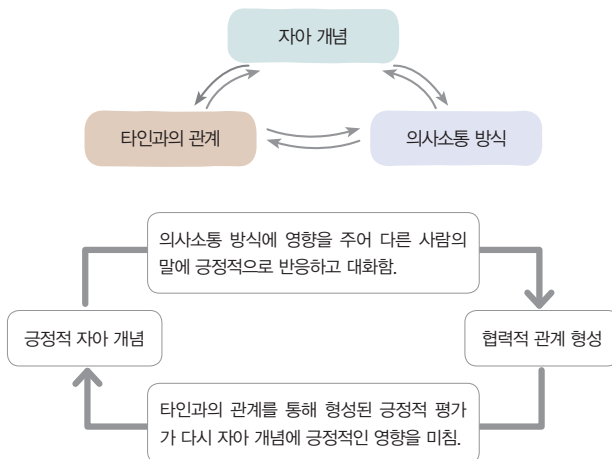 자아 개념
타인과의 관계
의사소통 방식
의사소통 방식에 영향을 주어 다른 사람의
말에 긍정적으로 반응하고 대화함.
긍정적 자아 개념
협력적 관계 형성
타인과의 관계를 통해 형성된 긍정적 평가
가 다시 자아 개념에 긍정적인 영향을 미침.